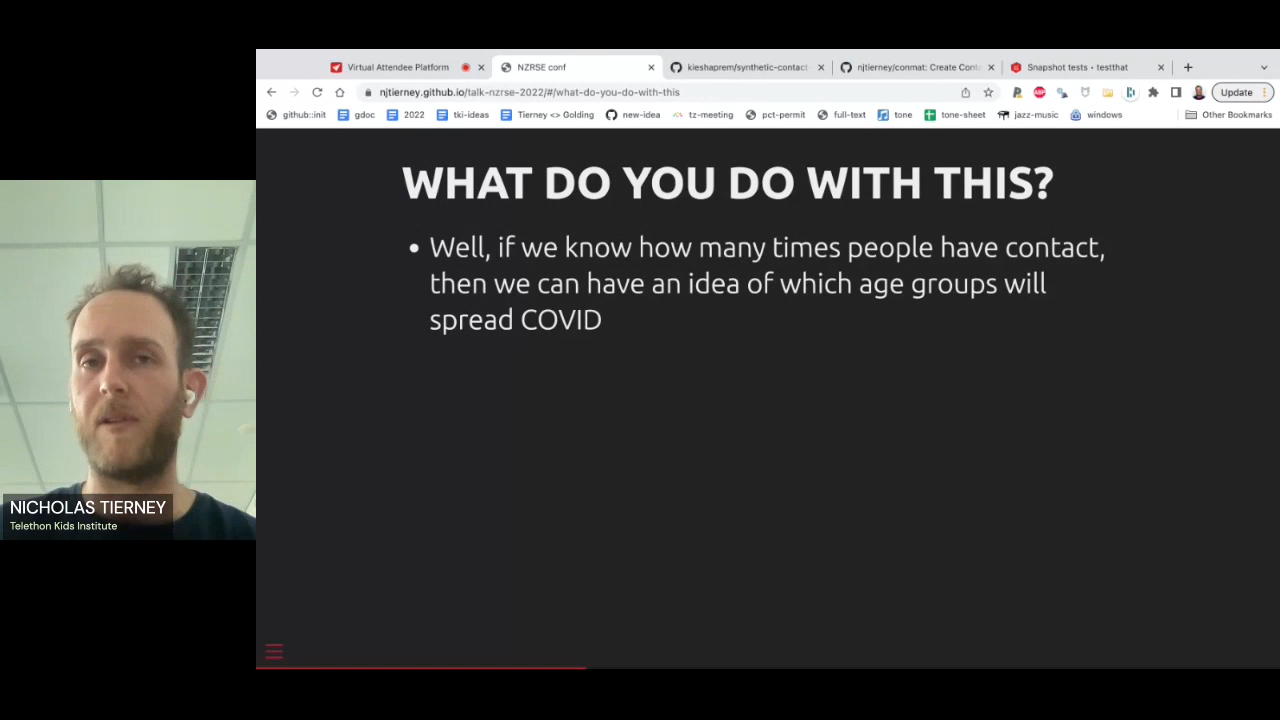 Virtual Attendee Platform
NZRSE conf
kieshaprem/synthetic-contact
njtierney/conmat: Create Conta
Snapshot tests • testthat
njtierney.github.io/talk-nzrse-2022/#/what-do-you-do-with-this
Update
github::init
gdoc
2022
tki-ideas
Tierney <> Golding
new-idea
tz-meeting
pct-permit
full-text
tone
tone-sheet
jazz-music
windows
Other Bookmarks
WHAT DO YOU DO WITH THIS?
• Well, if we know how many times people have contact,
then we can have an idea of which age groups will
spread COVID
NICHOLAS TIERNEY
Telethon Kids Institute